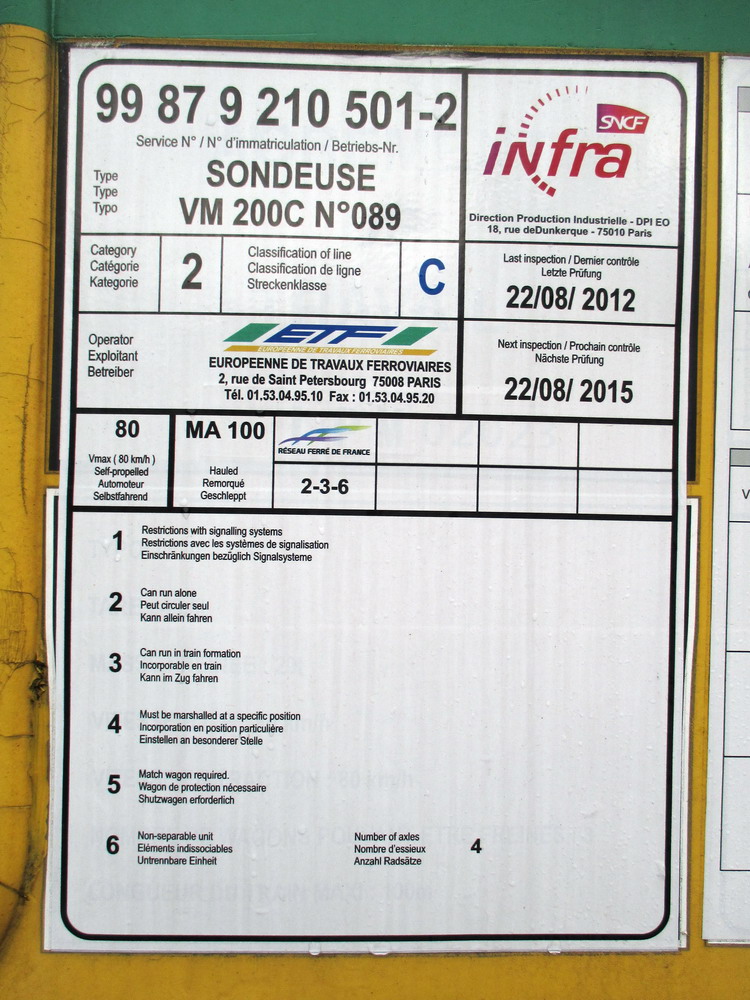 99 87 9 210 501-2
Service N° / N° d'immatriculation / Betriebs-Nr.
Type
Type
Typo
SONDEUSE
VM 200C N°089
SNCF
infra
Direction Production Industrielle - DPI EO
18, rue deDunkerque - 75010 Paris
Category
Catégorie
Kategorie
2
Classification of line
Classification de ligne
Streckenklasse
C
Last inspection / Dernier contrôle
Letzte Prüfung
22/08/ 2012
Operator
Exploitant
Betreiber
ETF
EUROPEENNE DE TRAVAUX FERROVIAIRES
EUROPEENNE DE TRAVAUX FERROVIAIRES
2, rue de Saint Petersbourg 75008 PARIS
Tél. 01.53.04.95.10 Fax : 01.53.04.95.20
Next inspection / Prochain contrôle
Nächste Prüfung
22/08/ 2015
80
Vmax ( 80 km/h )
Self-propelled
Automoteur
Selbstfahrend
MA 100
Hauled
Remorqué
Geschleppt
RÉSEAU FERRÉ DE FRANCE
2-3-6
1
Restrictions with signalling systems
Restrictions avec les systèmes de signalisation
Einschränkungen bezüglich Signalsysteme
2
Can run alone
Peut circuler seul
Kann allein fahren
3
Can run in train formation
Incorporable en train
Kann im Zug fahren
4
Must be marshalled at a specific position
Incorporation en position particulière
Einstellen an besonderer Stelle
5
Match wagon required.
Wagon de protection nécessaire
Shutzwagen erforderlich
6
Non-separable unit
Eléments indissociables
Untrennbare Einheit
Number of axles
Nombre d'essieux
Anzahl Radsätze
4